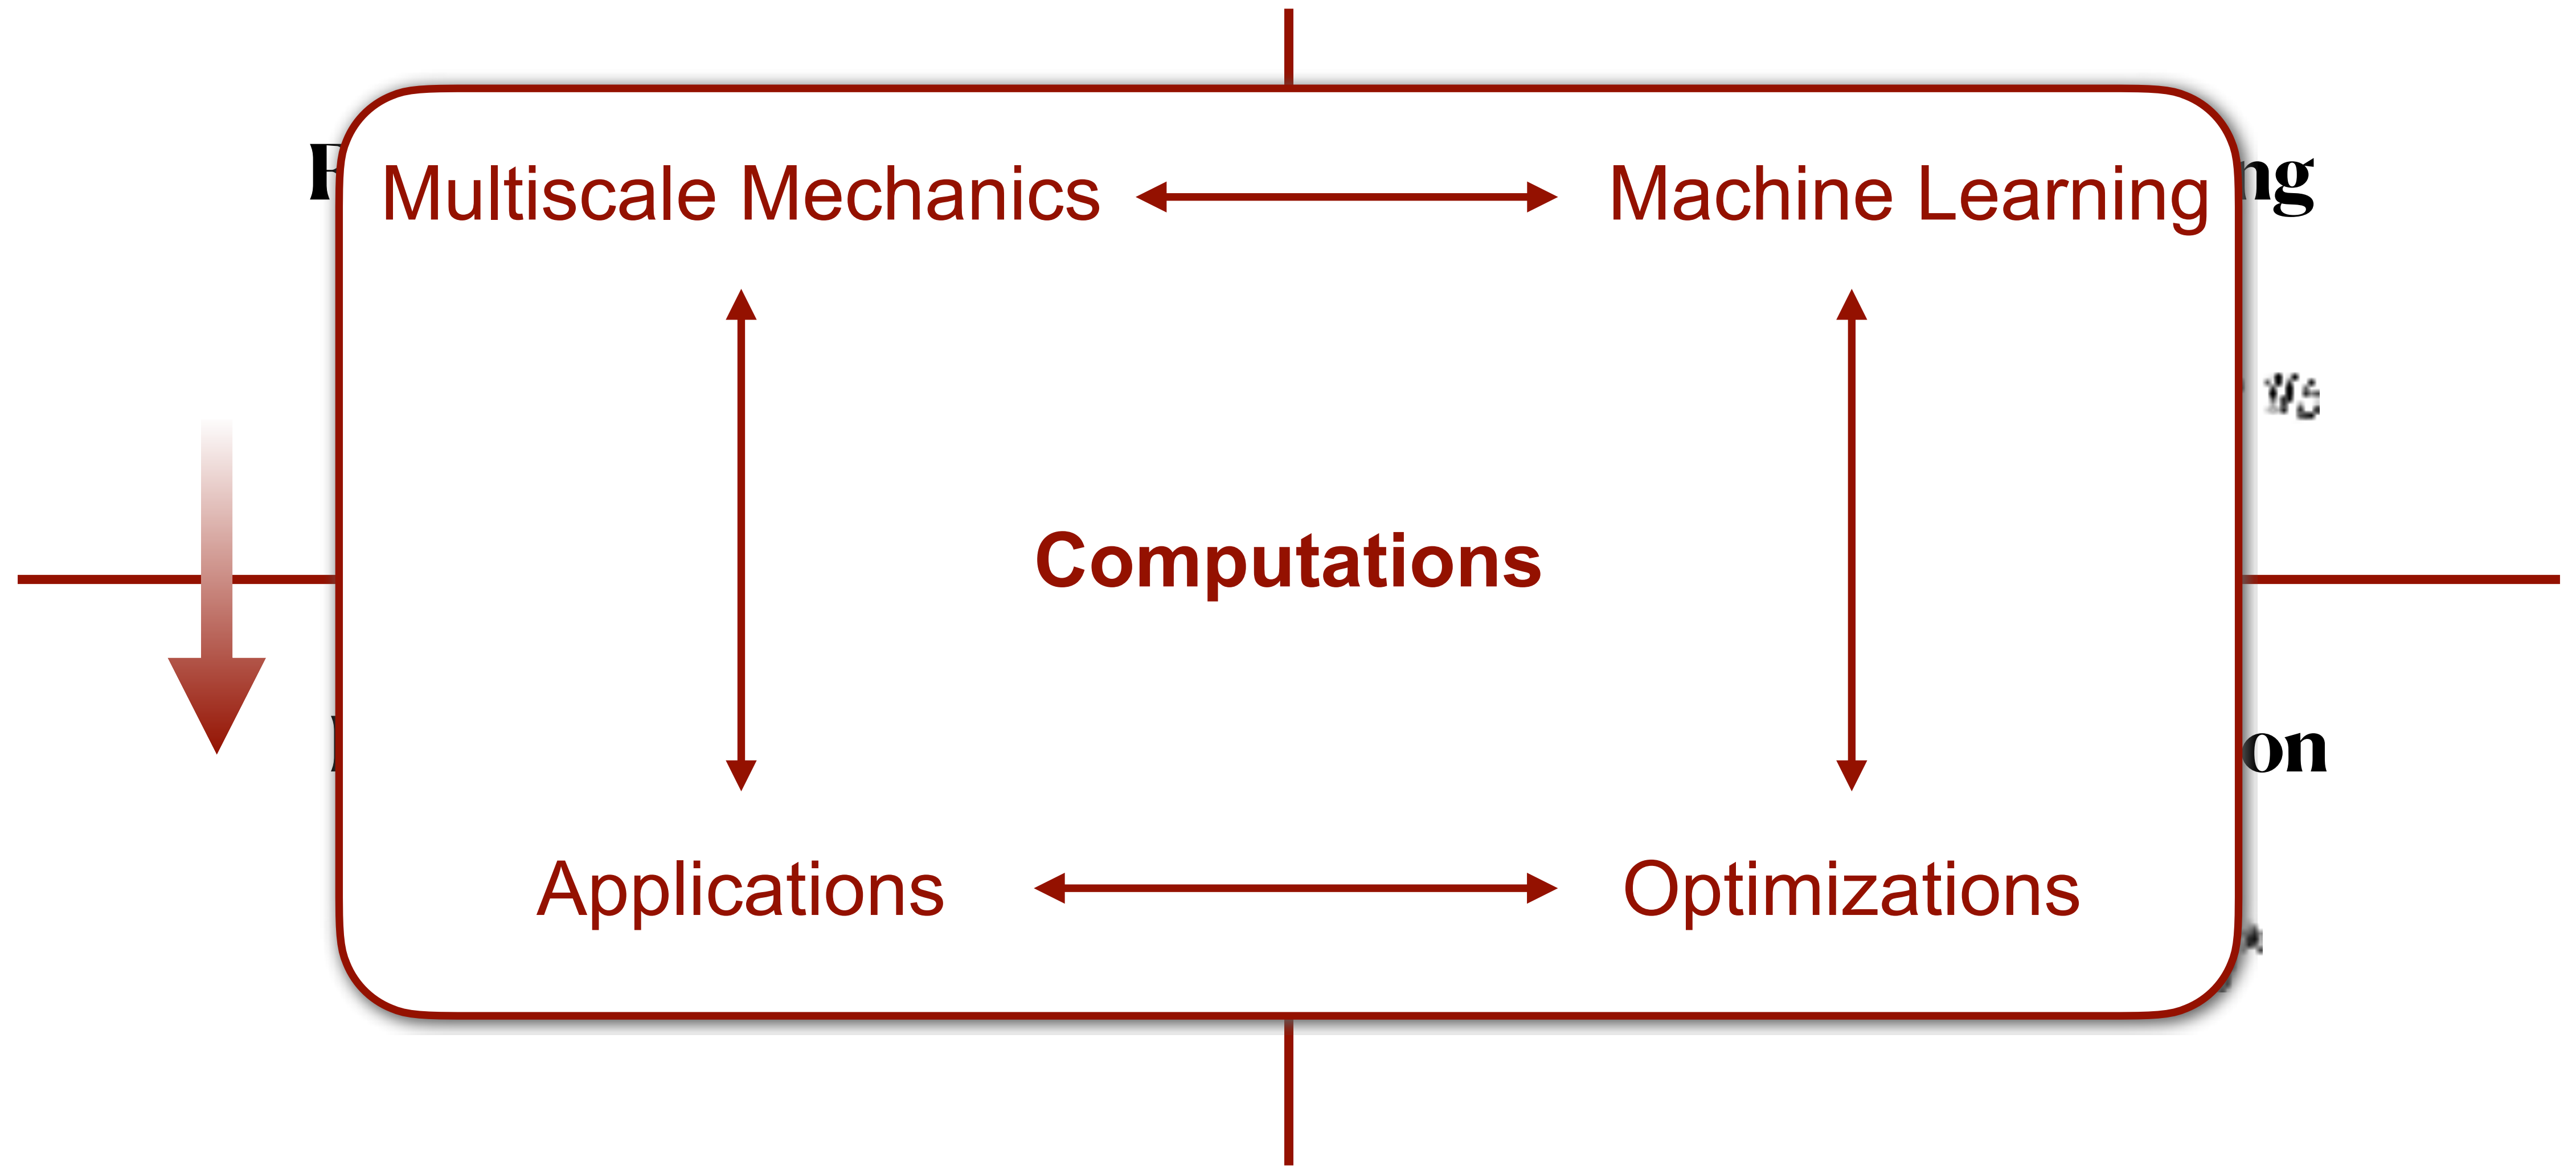 Multiscale Mechanics Machine Learning
Computations
Applications Optimizations